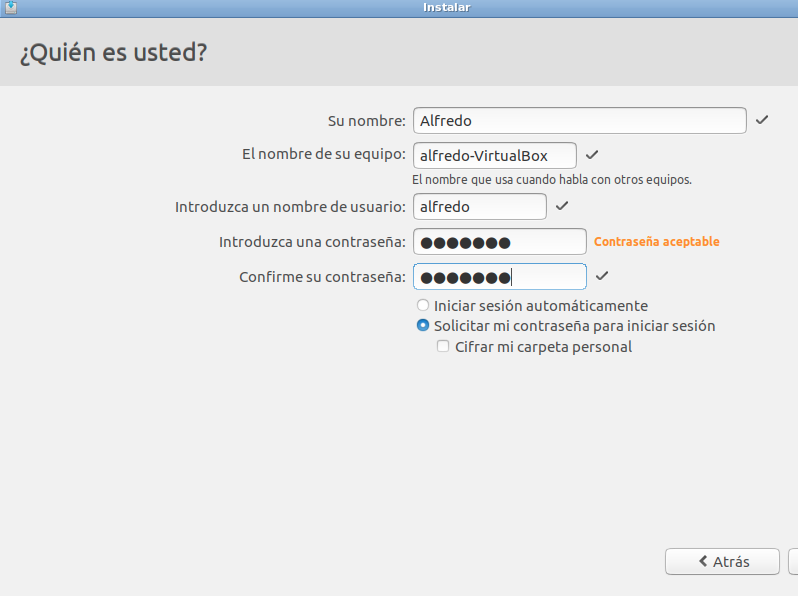 Instalar
¿Quién es usted?
Su nombre: Alfredo
El nombre de su equipo: alfredo-VirtualBox
El nombre que usa cuando habla con otros equipos.
Introduzca un nombre de usuario: alfredo
Introduzca una contraseña: ●●●●●●● Contraseña aceptable
Confirme su contraseña: ●●●●●●●
Iniciar sesión automáticamente
Solicitar mi contraseña para iniciar sesión
Cifrar mi carpeta personal
Atrás